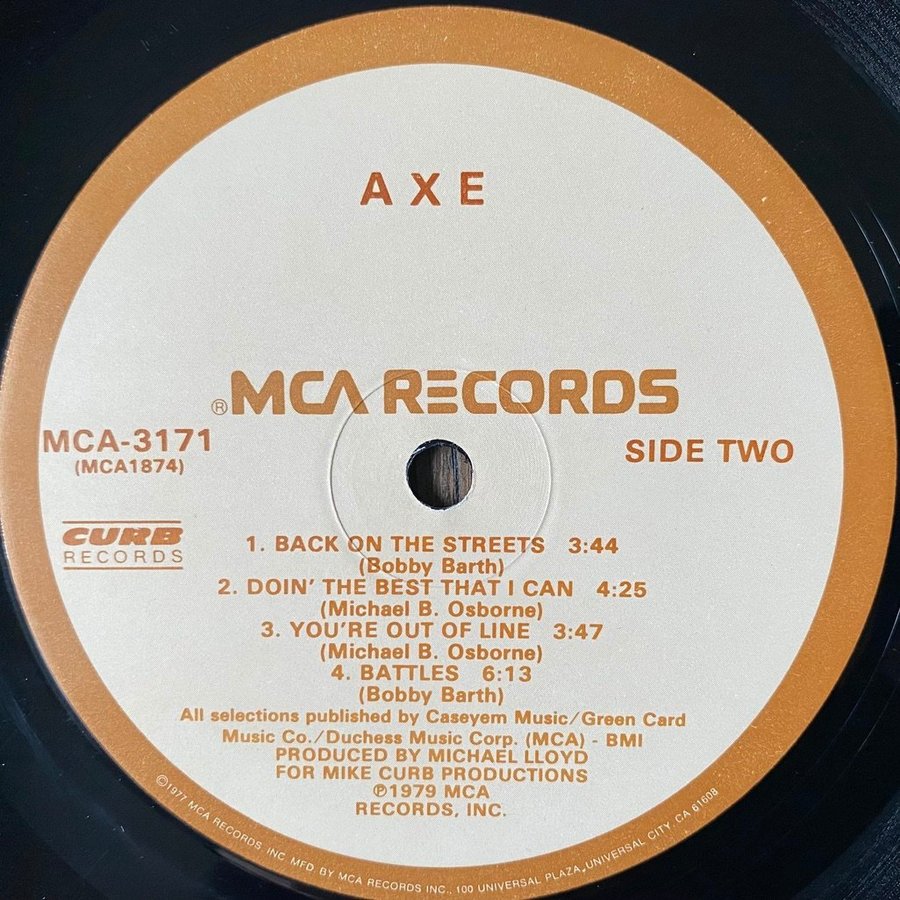 AXE
® MCA RECORDS
MCA-3171
(MCA1874)
SIDE TWO
CURB
RECORDS
1. BACK ON THE STREETS 3:44
(Bobby Barth)
2. DOIN' THE BEST THAT I CAN 4:25
(Michael B. Osborne)
3. YOU'RE OUT OF LINE 3:47
(Michael B. Osborne)
4. BATTLES 6:13
(Bobby Barth)
All selections published by Caseyem Music/Green Card
Music Co./Duchess Music Corp. (MCA) - BMI
PRODUCED BY MICHAEL LLOYD
FOR MIKE CURB PRODUCTIONS
℗1979 MCA
RECORDS, INC.
©1977 MCA RECORDS, INC. MFD. BY MCA RECORDS INC., 100 UNIVERSAL PLAZA, UNIVERSAL CITY, CA 61608